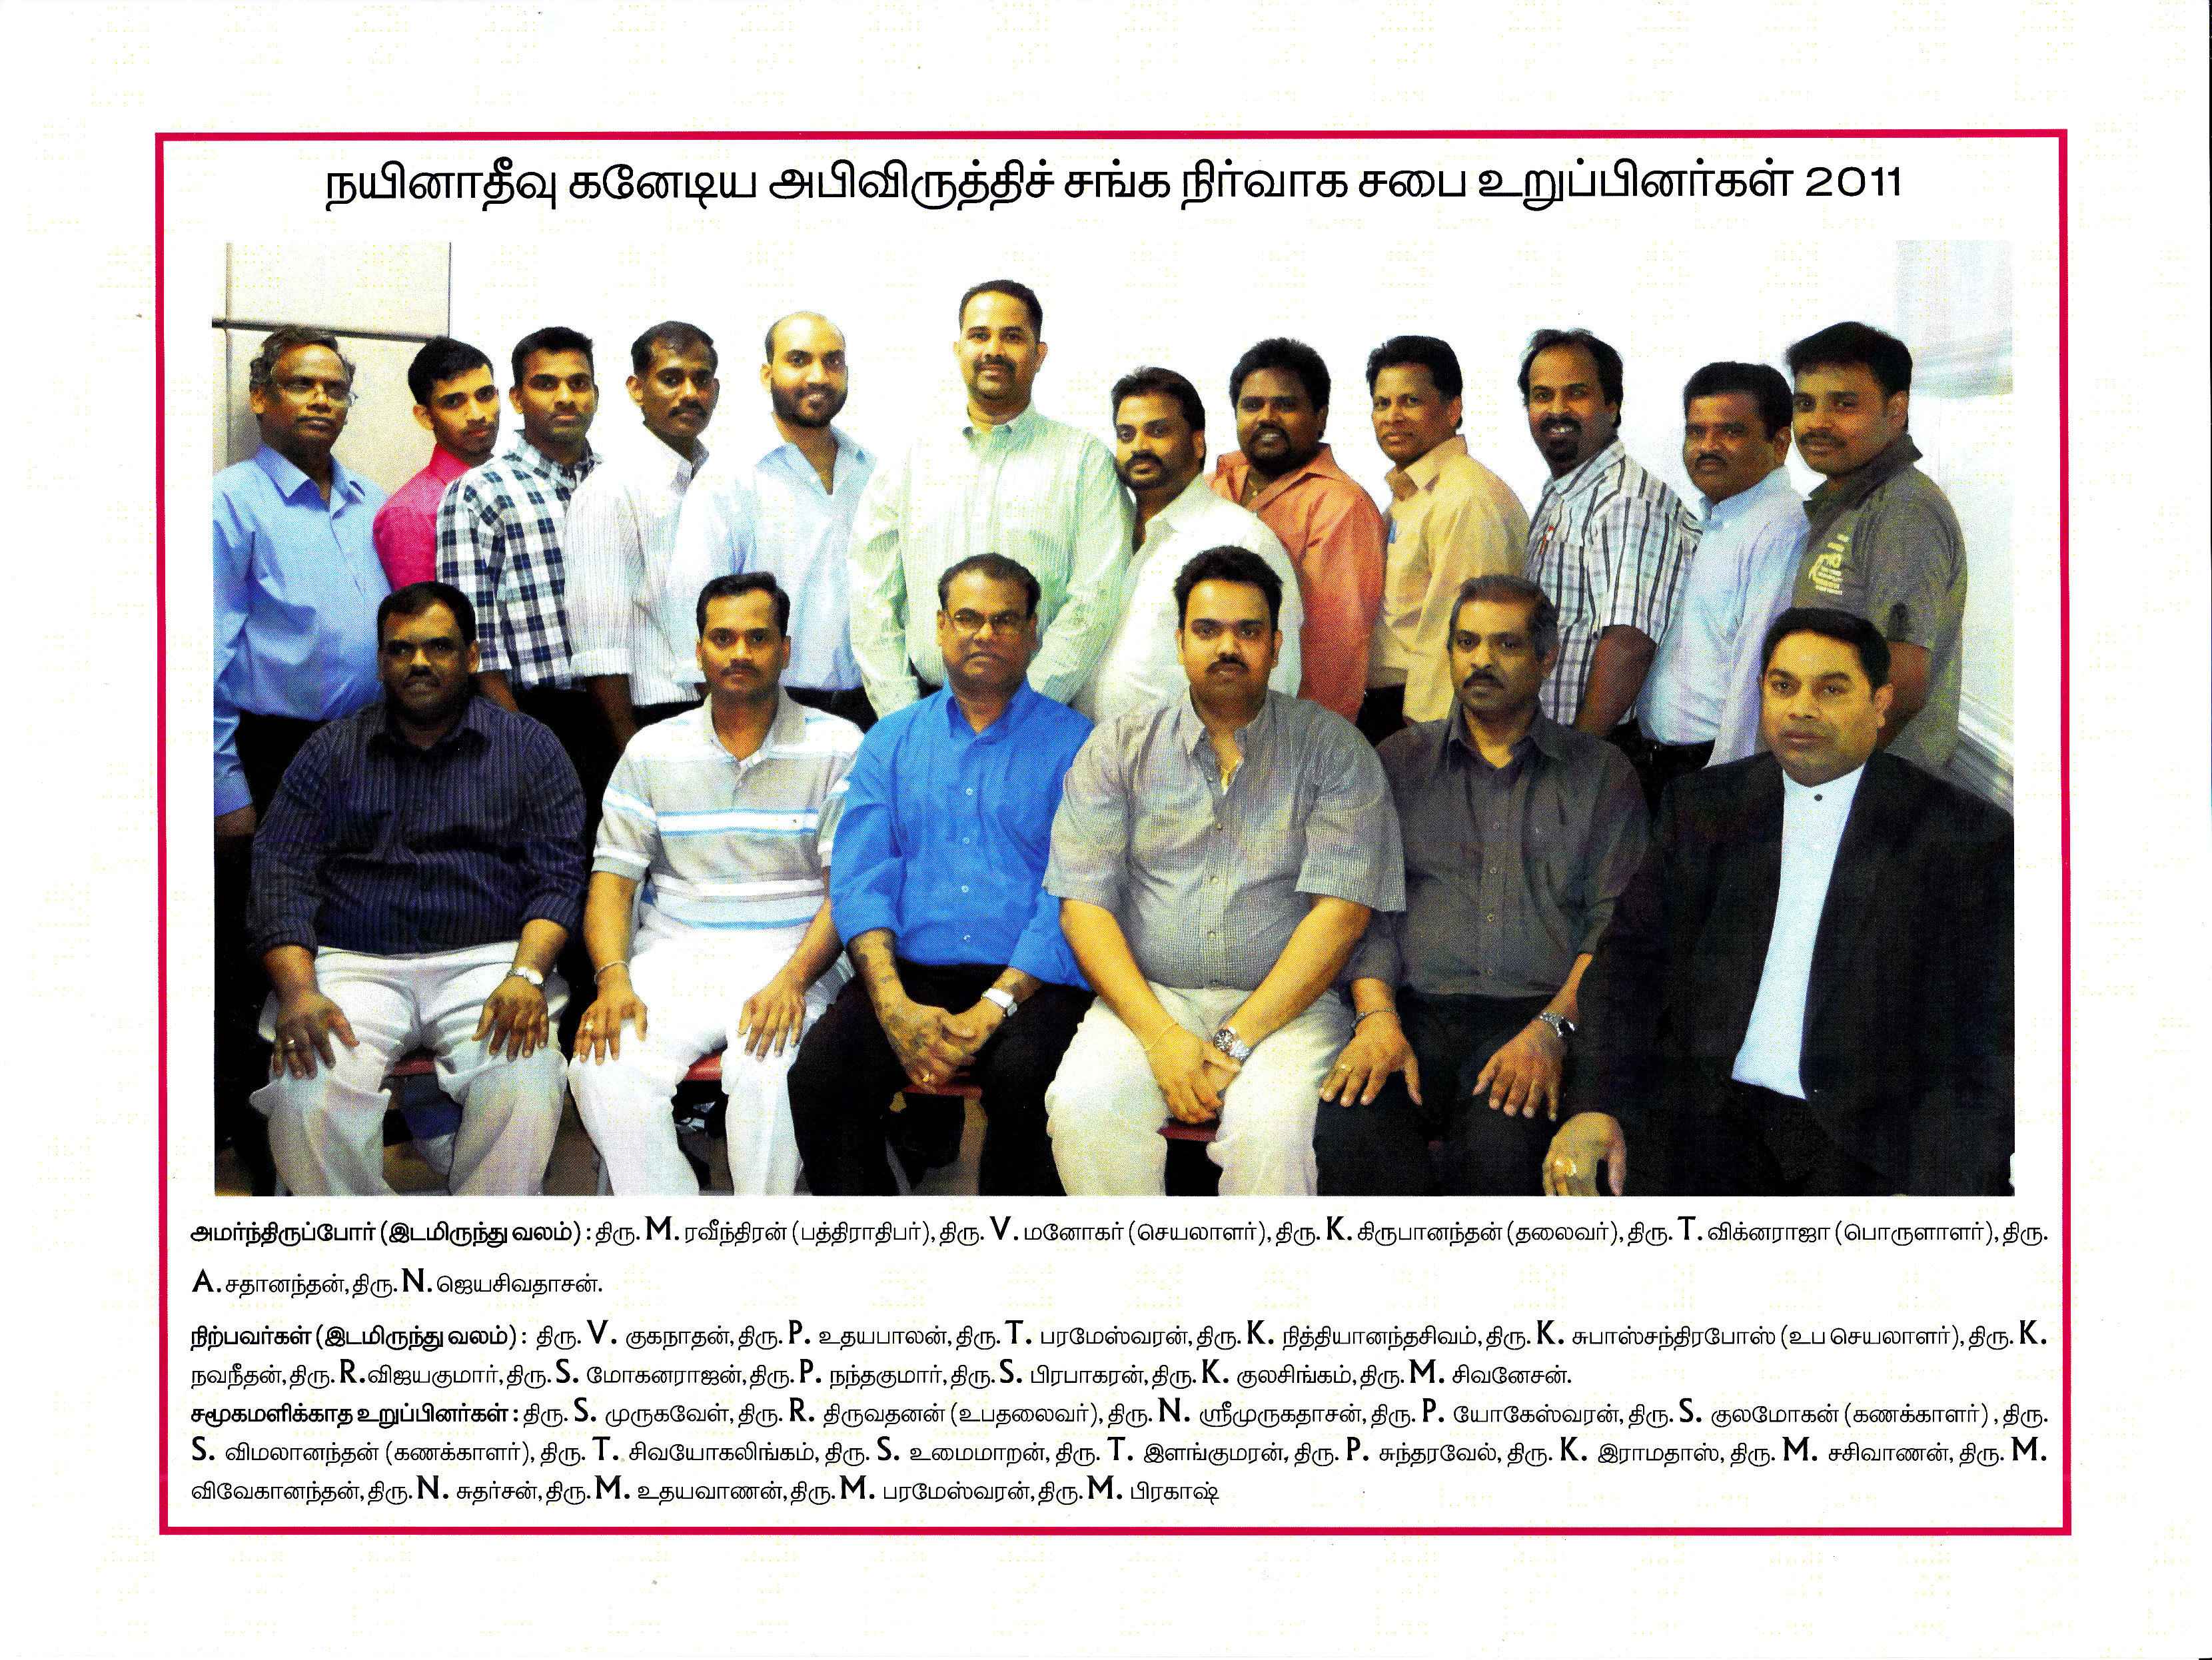 நயினாதீவு கனேடிய அபிவிருத்திச் சங்க நிர்வாக சபை உறுப்பினர்கள் 2011
அமர்ந்திருப்போர் (இடமிருந்து வலம்) : திரு. M. ரவீந்திரன் (பத்திராதிபர்), திரு. V. மனோகர் (செயலாளர்), திரு. K. கிருபானந்தன் (தலைவர்), திரு. T. விக்னராஜா (பொருளாளர்), திரு.
A. சதானந்தன், திரு. N. ஜெயசிவதாசன்.
நிற்பவர்கள் (இடமிருந்து வலம்) : திரு. V. குகநாதன், திரு. P. உதயபாலன், திரு. T. பரமேஸ்வரன், திரு. K. நித்தியானந்தசிவம், திரு. K. சுபாஸ்சந்திரபோஸ் (உப செயலாளர்), திரு. K.
நவநீதன், திரு. R. விஜயகுமார், திரு. S. மோகனராஜன், திரு. P. நந்தகுமார், திரு. S. பிரபாகரன், திரு. K. குலசிங்கம், திரு. M. சிவனேசன்.
சமூகமளிக்காத உறுப்பினர்கள் : திரு. S. முருகவேள், திரு. R. திருவதனன் (உபதலைவர்), திரு. N. ஸ்ரீமுருகதாசன், திரு. P. யோகேஸ்வரன், திரு. S. குலமோகன் (கணக்காளர்), திரு.
S. விமலானந்தன் (கணக்காளர்), திரு. T. சிவயோகலிங்கம், திரு. S. உமைமாறன், திரு. T. இளங்குமரன், திரு. P. சுந்தரவேல், திரு. K. இராமதாஸ், திரு. M. சசிவாணன், திரு. M.
விவேகானந்தன், திரு. N. சுதர்சன், திரு. M. உதயவாணன், திரு. M. பரமேஸ்வரன், திரு. M. பிரகாஷ்